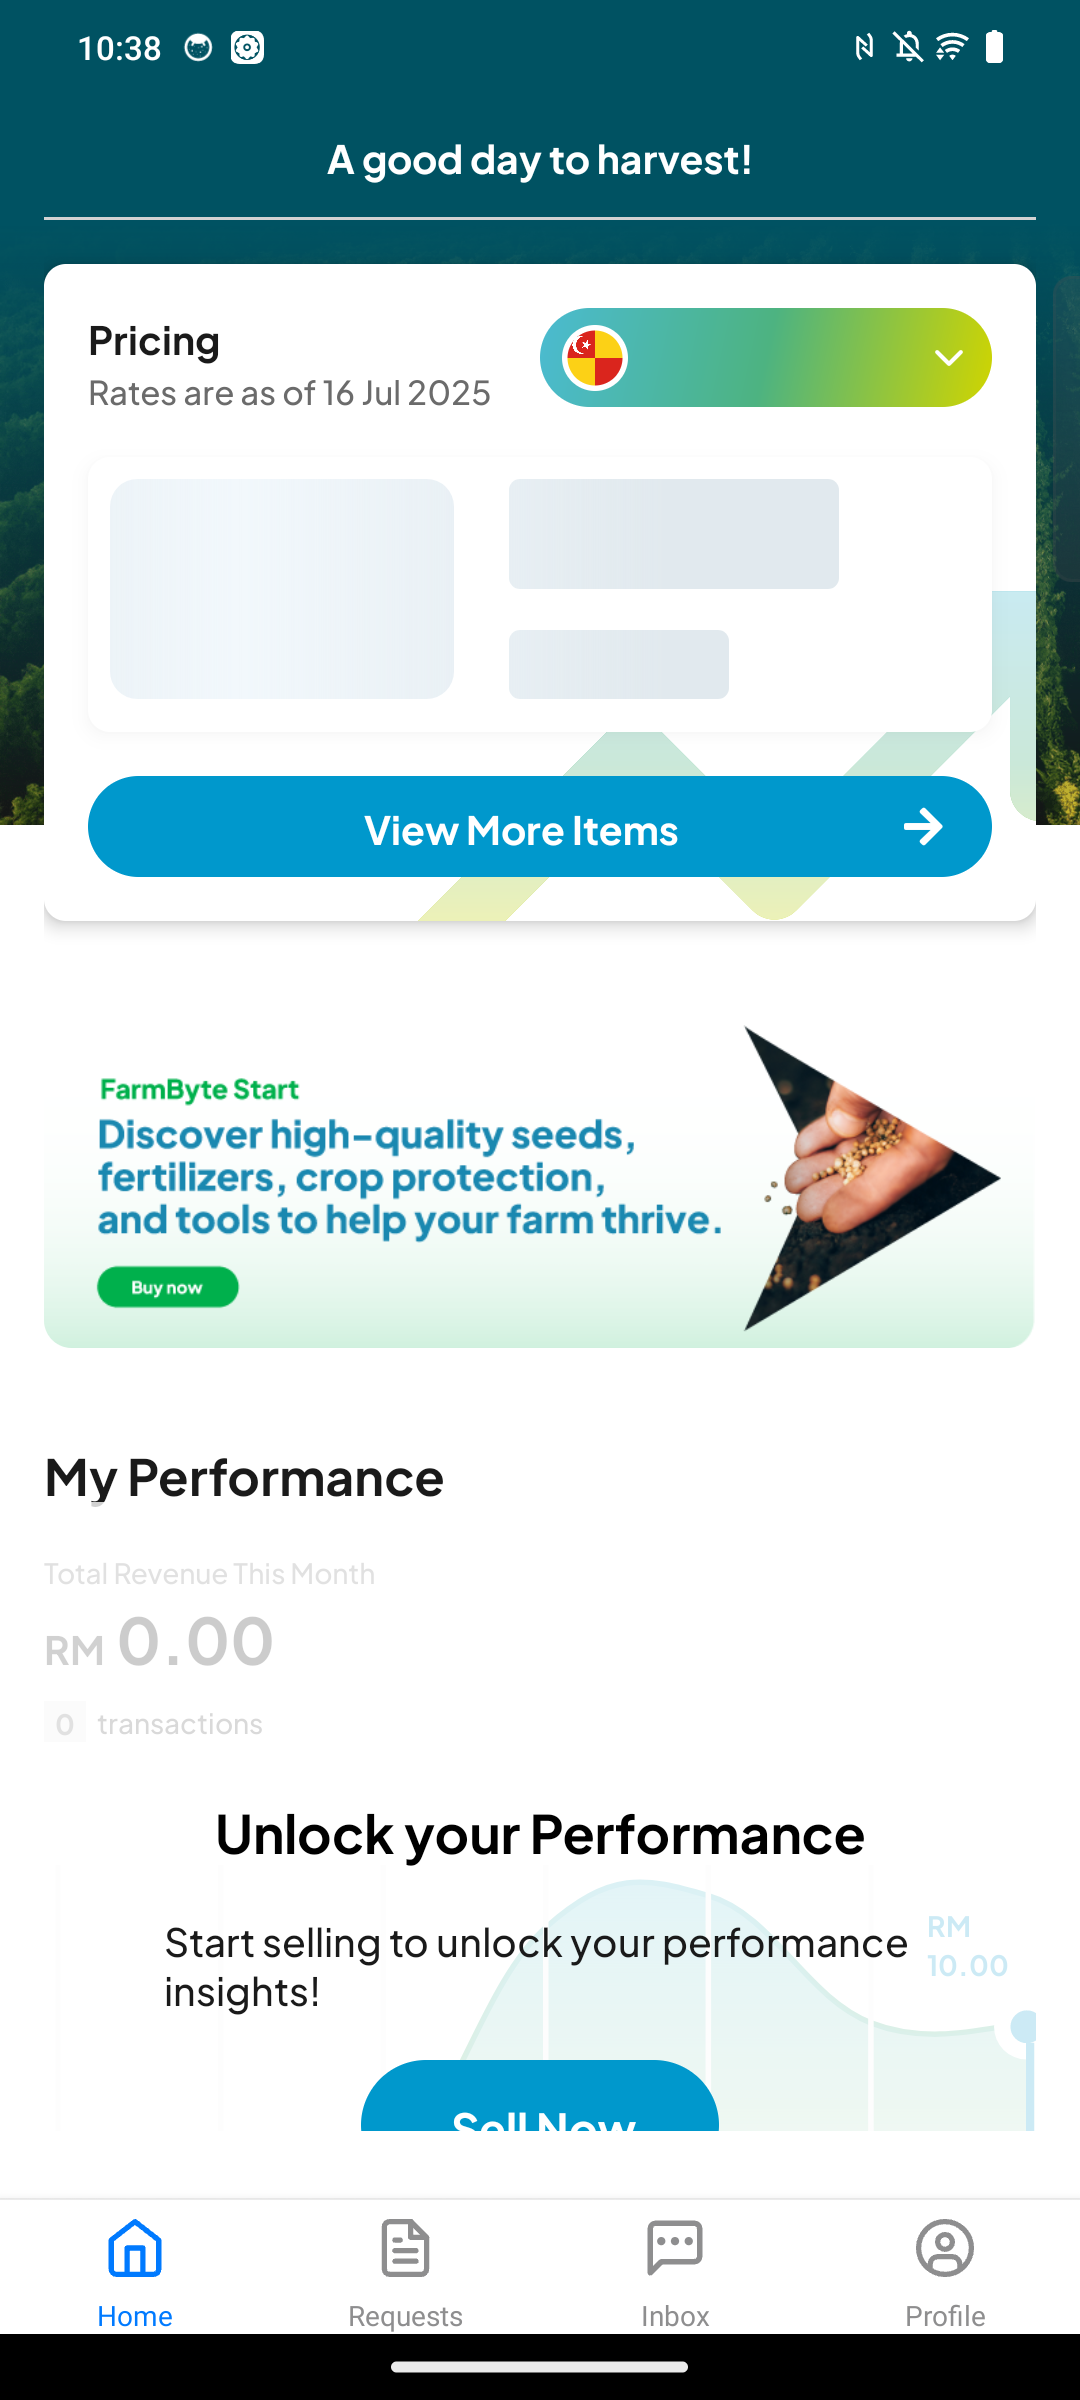 10:38
A good day to harvest!
Pricing
Rates are as of 16 Jul 2025
View More Items
FarmByte Start
Discover high-quality seeds,
fertilizers, crop protection,
and tools to help your farm thrive.
Buy now
My Performance
Total Revenue This Month
RM 0.00
0 transactions
Unlock your Performance
Start selling to unlock your performance
insights!
RM
10.00
Sell Now
Home
Requests
Inbox
Profile